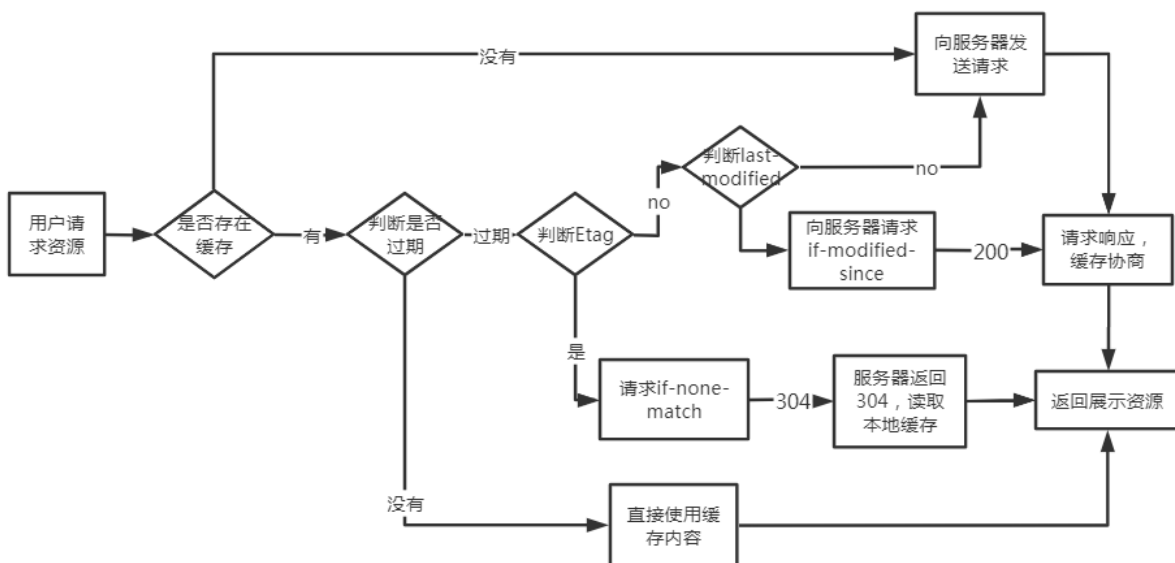 没有
向服务器发
送请求
判断last-
modified
no
no
用户请
求资源
是否存在
缓存
有
判断是否
过期
过期
判断Etag
向服务器请求
if-modified-
since
200
请求响应，
缓存协商
是
请求if-none-
match
304
服务器返回
304，读取
本地缓存
返回展示资源
没有
直接使用缓
存内容